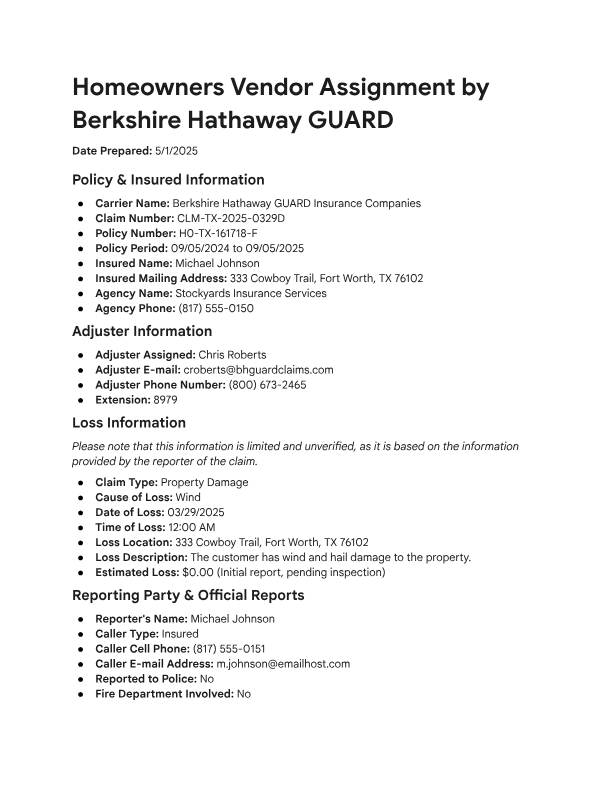 Homeowners Vendor Assignment by
Berkshire Hathaway GUARD
Date Prepared: 5/1/2025
Policy & Insured Information
● Carrier Name: Berkshire Hathaway GUARD Insurance Companies
● Claim Number: CLM-TX-2025-0329D
● Policy Number: HO-TX-161718-F
● Policy Period: 09/05/2024 to 09/05/2025
● Insured Name: Michael Johnson
● Insured Mailing Address: 333 Cowboy Trail, Fort Worth, TX 76102
● Agency Name: Stockyards Insurance Services
● Agency Phone: (817) 555-0150
Adjuster Information
● Adjuster Assigned: Chris Roberts
● Adjuster E-mail: croberts@bhguardclaims.com
● Adjuster Phone Number: (800) 673-2465
● Extension: 8979
Loss Information
Please note that this information is limited and unverified, as it is based on the information
provided by the reporter of the claim.
● Claim Type: Property Damage
● Cause of Loss: Wind
● Date of Loss: 03/29/2025
● Time of Loss: 12:00 AM
● Loss Location: 333 Cowboy Trail, Fort Worth, TX 76102
● Loss Description: The customer has wind and hail damage to the property.
● Estimated Loss: $0.00 (Initial report, pending inspection)
Reporting Party & Official Reports
● Reporter's Name: Michael Johnson
● Caller Type: Insured
● Caller Cell Phone: (817) 555-0151
● Caller E-mail Address: m.johnson@emailhost.com
● Reported to Police: No
● Fire Department Involved: No